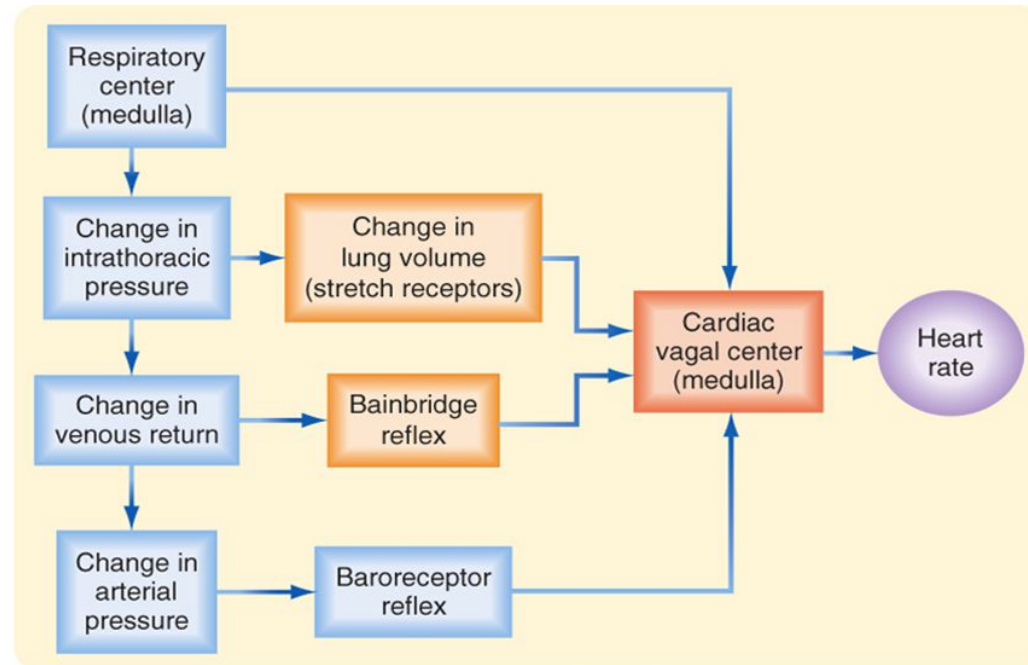 Respiratory
center
(medulla)
Change in
intrathoracic
pressure
Change in
lung volume
(stretch receptors)
Cardiac
vagal center
(medulla)
Heart
rate
Change in
venous return
Bainbridge
reflex
Change in
arterial
pressure
Baroreceptor
reflex